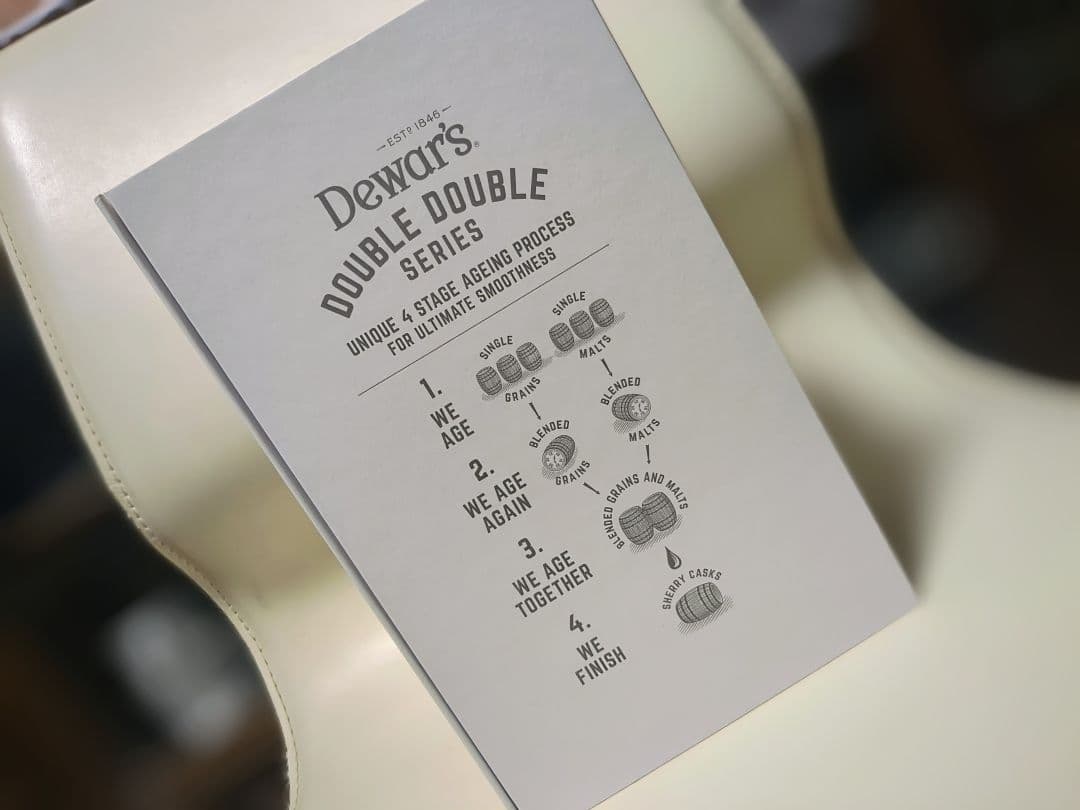 ESTD 1846
Dewar's®
DOUBLE DOUBLE
SERIES
UNIQUE 4 STAGE AGEING PROCESS
FOR ULTIMATE SMOOTHNESS
1.
WE
AGE
SINGLE
GRAINS
SINGLE
MALTS
2.
WE AGE
AGAIN
BLENDED
GRAINS
BLENDED
MALTS
3.
WE AGE
TOGETHER
BLENDED GRAINS AND MALTS
4.
WE
FINISH
SHERRY CASKS